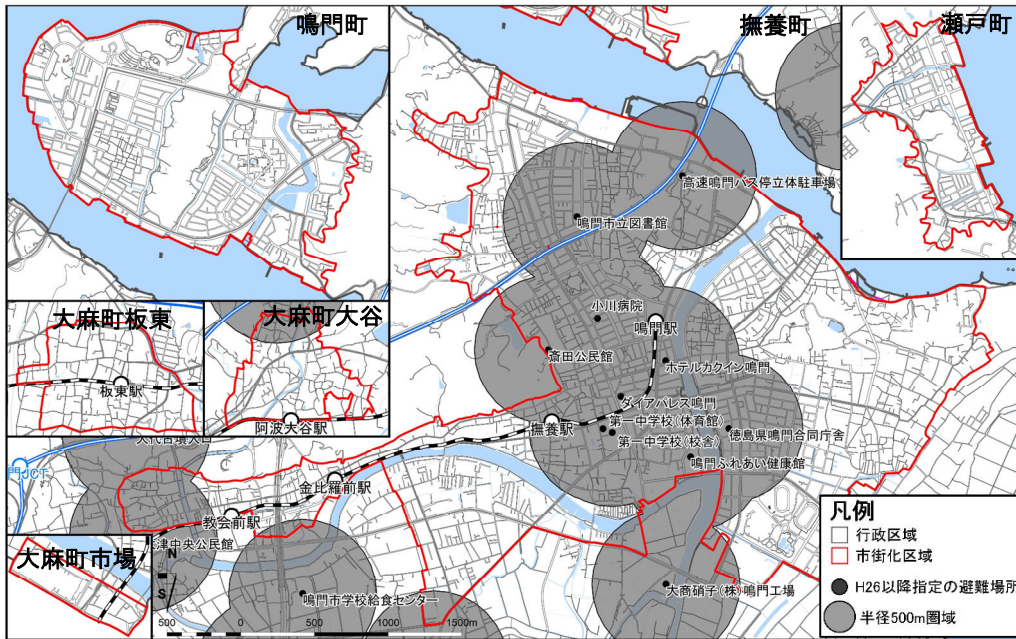 鳴門町
撫養町
瀬戸町
高速鳴門バス停立体駐車場
鳴門市立図書館
小川病院
鳴門駅
斎田公民館
ホテルカクイン鳴門
ダイアパレス鳴門
撫養駅
第一中学校(体育館)
第一中学校(校舎)
徳島県鳴門合同庁舎
鳴門ふれあい健康館
大麻町板東
板東駅
大麻町大谷
阿波大谷駅
門JCT
金比羅前駅
教会前駅
津中央公民館
大麻町市場
N
S
鳴門市学校給食センター
大商硝子(株)鳴門工場
500
0
500
1000
1500m
凡例
行政区域
市街化区域
H26以降指定の避難場所
半径500m圏域